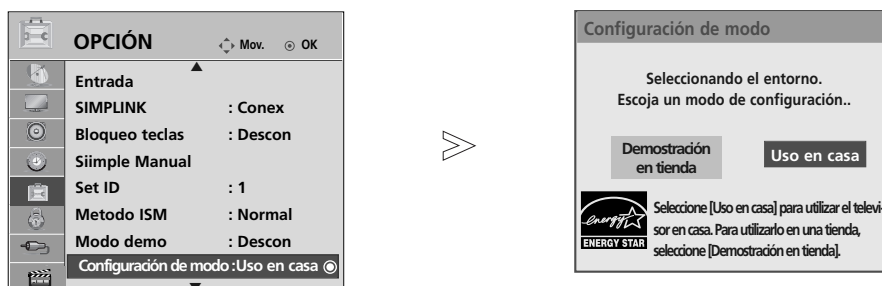 OPCIÓN Mov. OK
Entrada
SIMPLINK : Conex
Bloqueo teclas : Descon
Siimple Manual
Set ID : 1
Metodo ISM : Normal
Modo demo : Descon
Configuración de modo :Uso en casa
Configuración de modo
Seleccionando el entorno.
Escoja un modo de configuración..
Demostración
en tienda
Uso en casa
energy
ENERGY STAR
Seleccione [Uso en casa] para utilizar el televi-
sor en casa. Para utilizarlo en una tienda,
seleccione [Demostración en tienda].